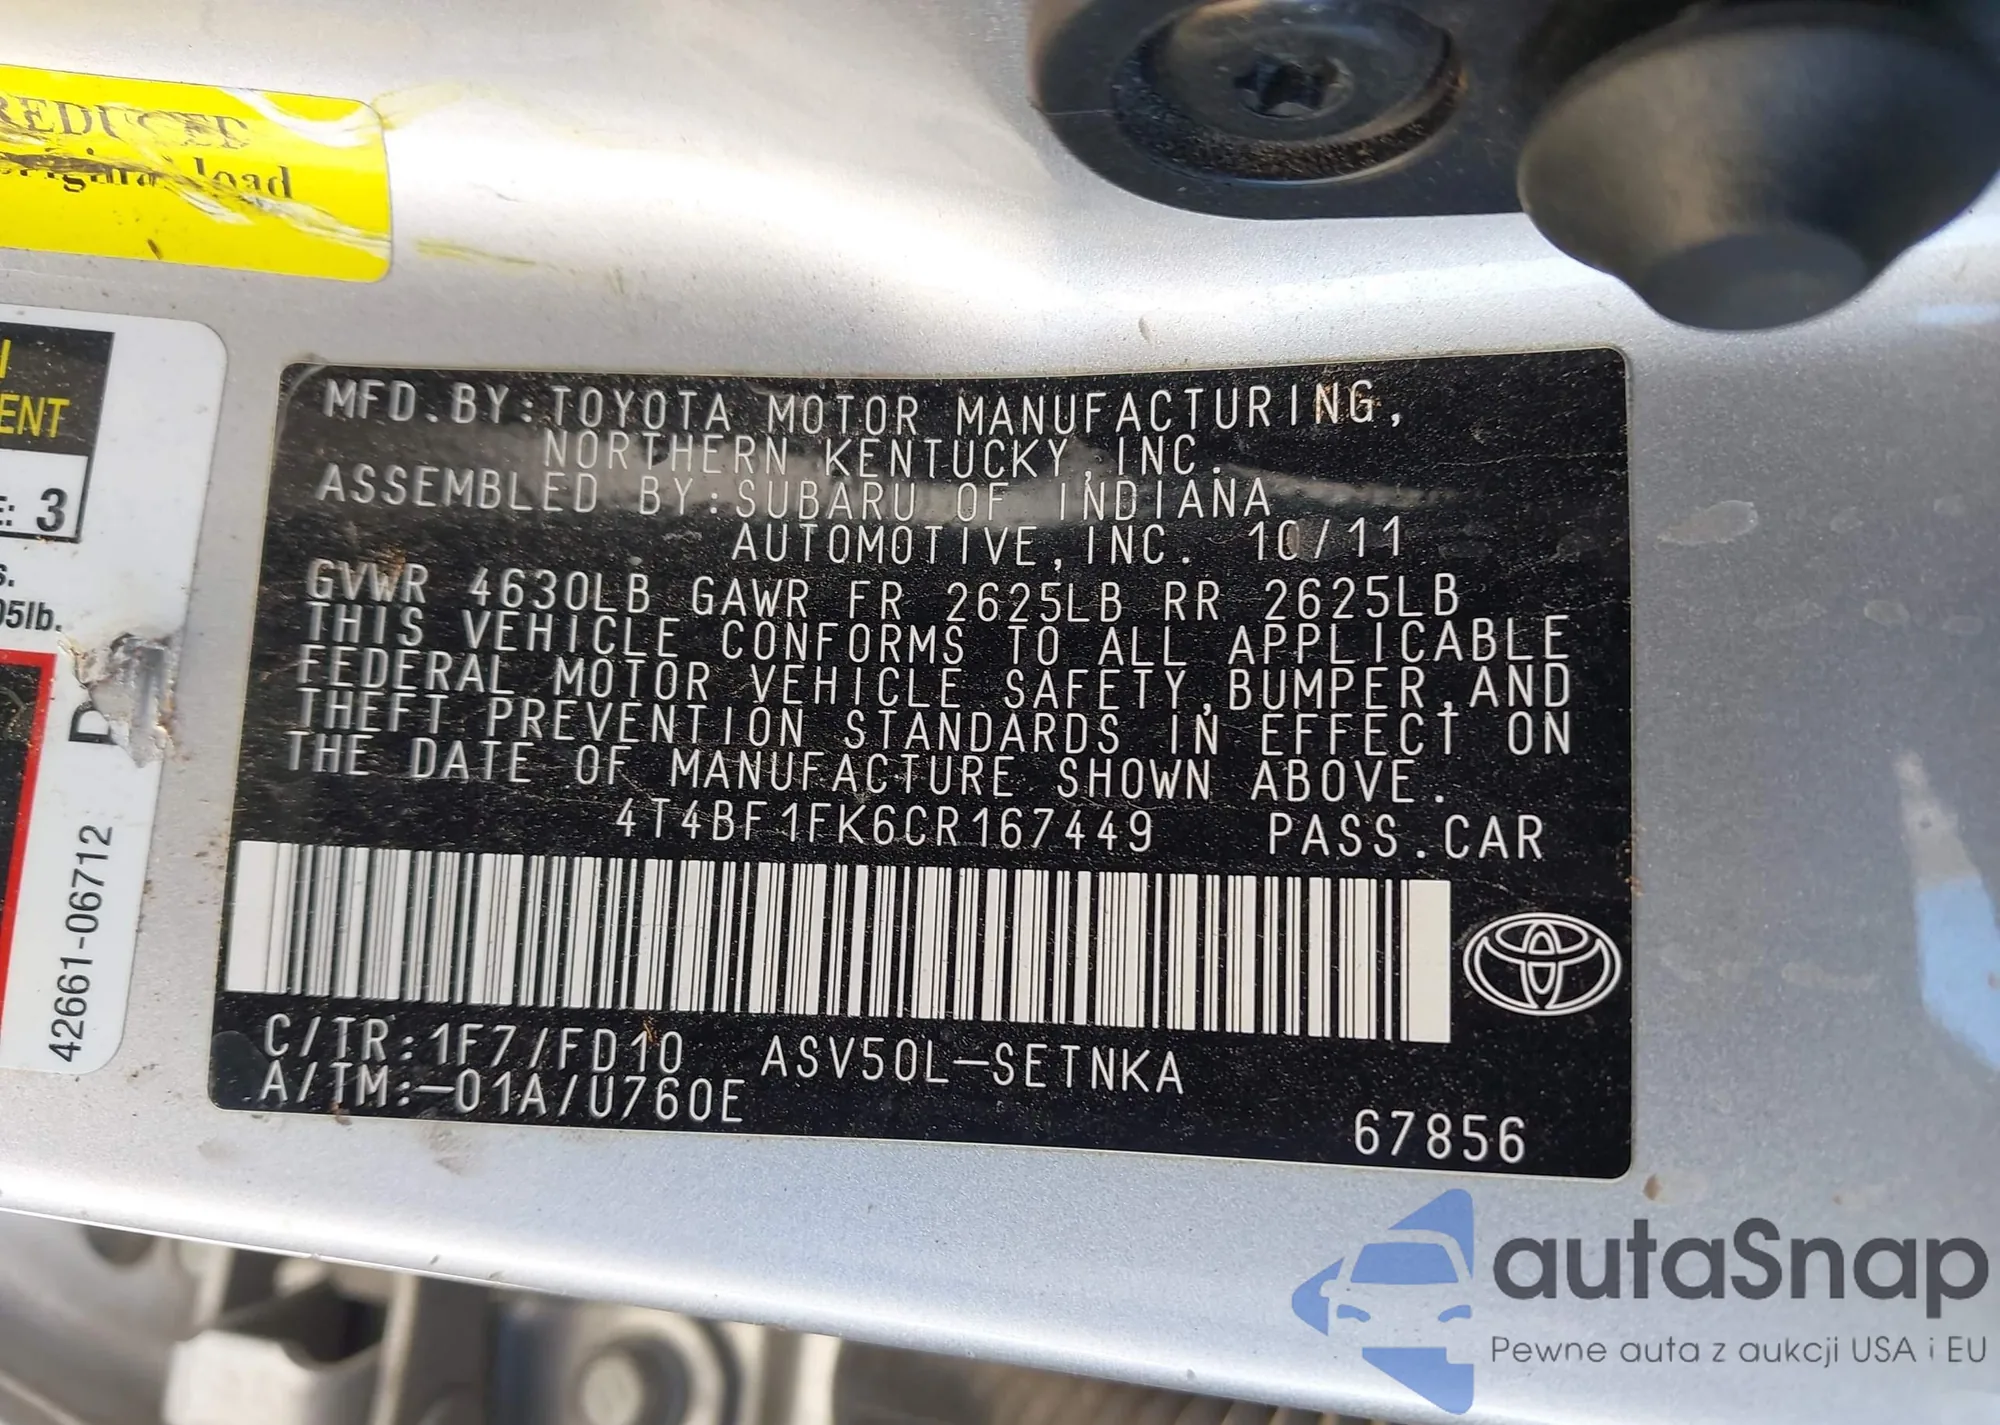 REDUCED
original load
ENT
E: 3
05lb.
42661-06712
MFD.BY:TOYOTA MOTOR MANUFACTURING,
NORTHERN KENTUCKY,INC.
ASSEMBLED BY:SUBARU OF INDIANA
AUTOMOTIVE,INC. 10/11
GVWR 4630LB GAWR FR 2625LB RR 2625LB
THIS VEHICLE CONFORMS TO ALL APPLICABLE
FEDERAL MOTOR VEHICLE SAFETY,BUMPER,AND
THEFT PREVENTION STANDARDS IN EFFECT ON
THE DATE OF MANUFACTURE SHOWN ABOVE.
4T4BF1FK6CR167449 PASS.CAR
C/TR:1F7/FD10 ASV50L-SETNKA
A/TM:-01A/U760E
67856
autaSnap
Pewne auta z aukcji USA i EU